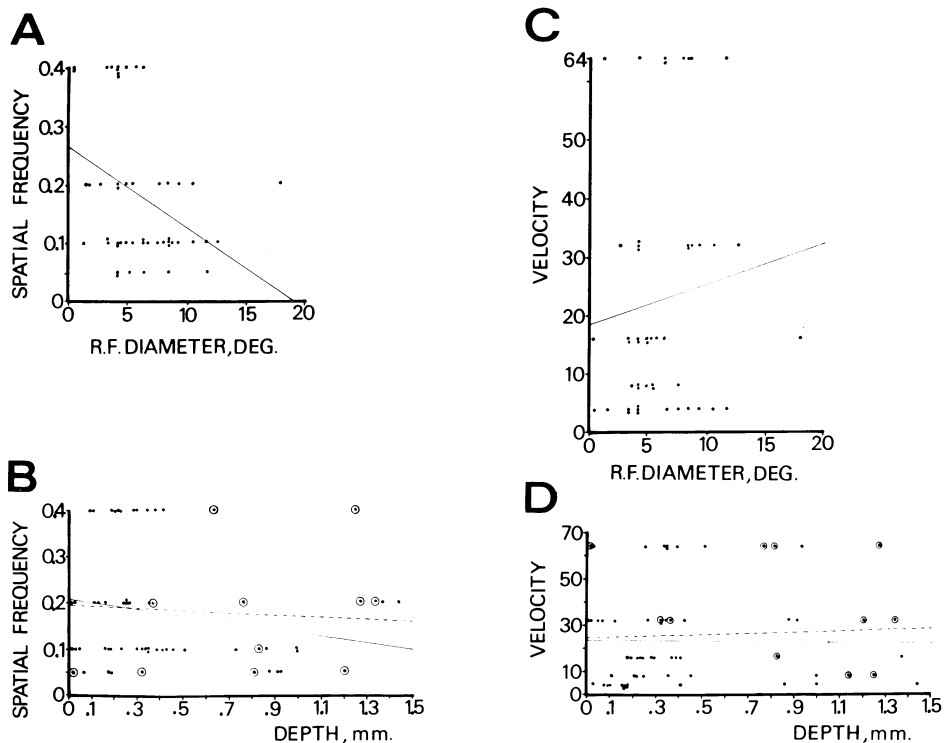 A
SPATIAL FREQUENCY
0.4
0.3
0.2
0.1
0
0 5 10 15 20
R.F. DIAMETER, DEG.
C
VELOCITY
64
50
40
30
20
10
0
0 5 10 15 20
R.F. DIAMETER, DEG.
B
SPATIAL FREQUENCY
0.4
0.3
0.2
0.1
0
0 .1 .3 .5 .7 .9 1.1 1.3 1.5
DEPTH, mm.
D
VELOCITY
70
50
30
10
0
0 .1 .3 .5 .7 .9 1.1 1.3 1.5
DEPTH, mm.